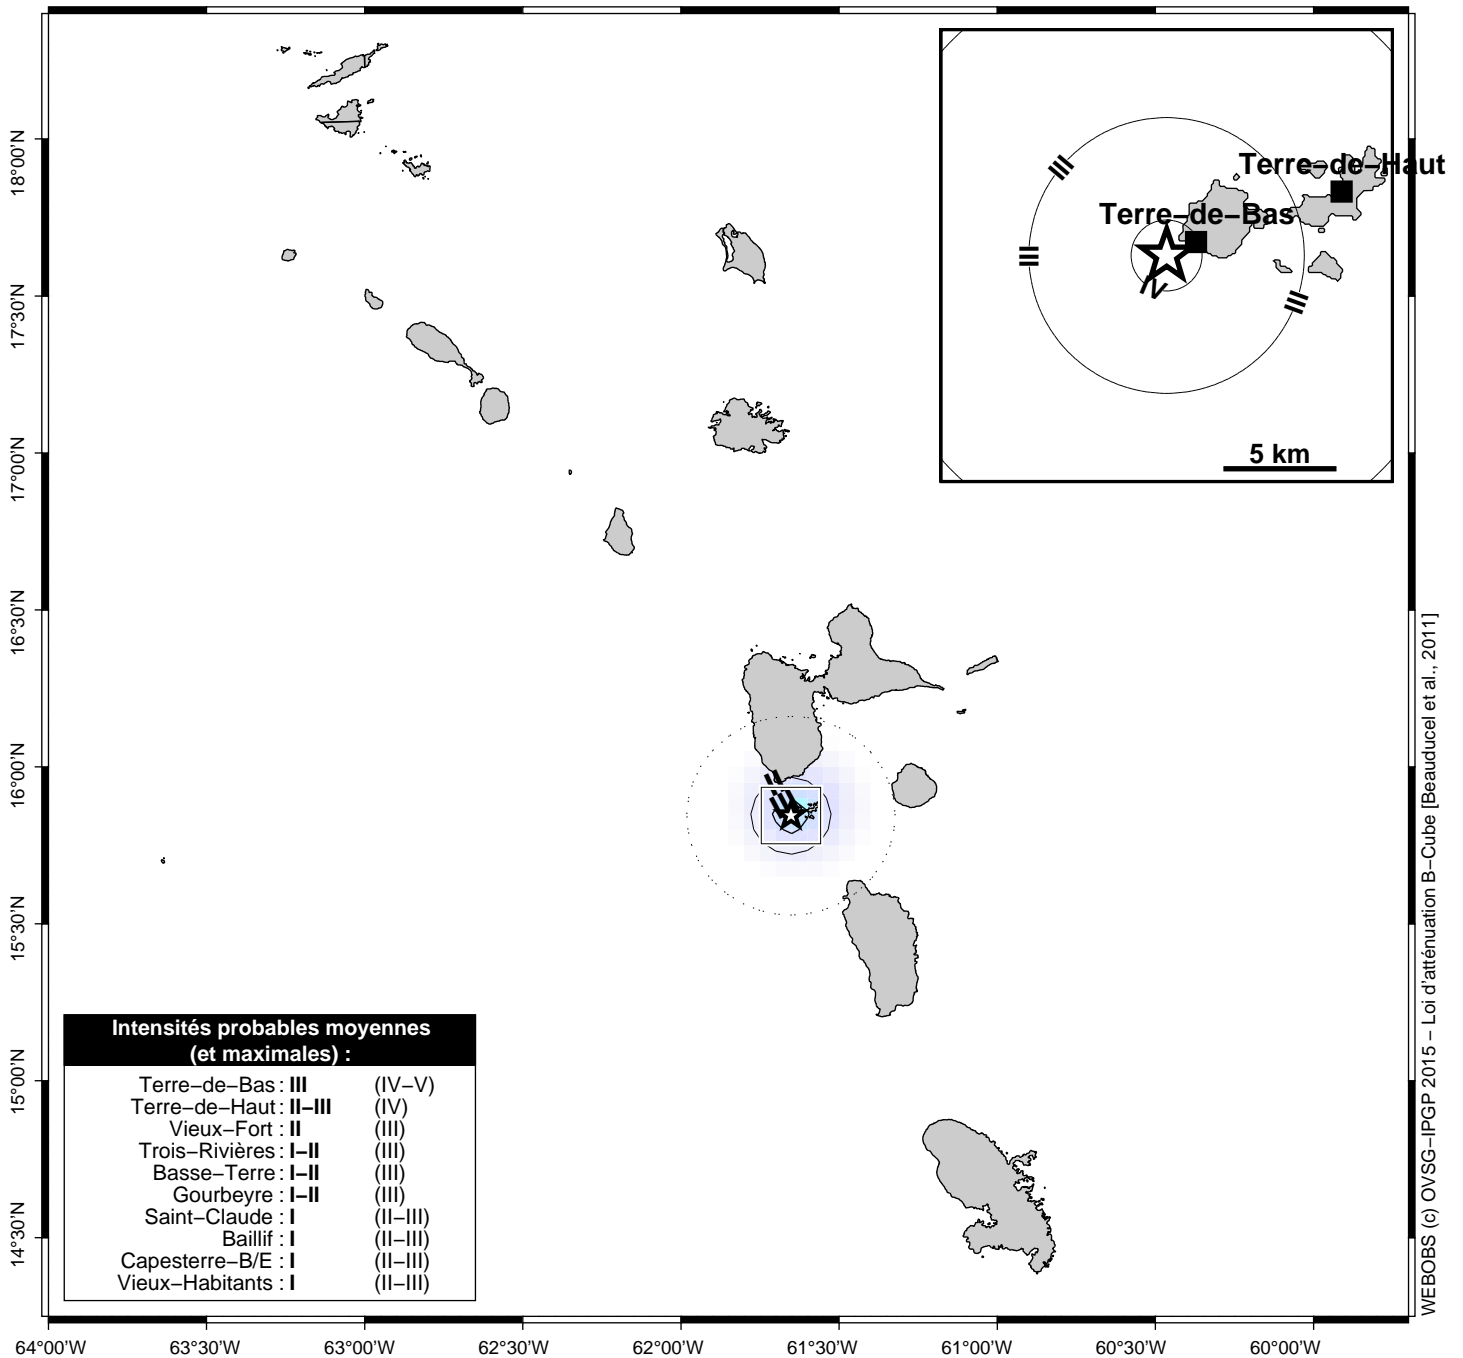 Terre–de–Haut
Terre–de–Bas
III
III
III
IV
5 km
18°00'N
17°30'N
17°00'N
16°30'N
16°00'N
15°30'N
15°00'N
14°30'N
II
III
Intensités probables moyennes
(et maximales) :
Terre–de–Bas : III (IV–V)
Terre–de–Haut : II–III (IV)
Vieux–Fort : II (III)
Trois–Rivières : I–II (III)
Basse–Terre : I–II (III)
Gourbeyre : I–II (III)
Saint–Claude : I (II–III)
Baillif : I (II–III)
Capesterre–B/E : I (II–III)
Vieux–Habitants : I (II–III)
64°00'W 63°30'W 63°00'W 62°30'W 62°00'W 61°30'W 61°00'W 60°30'W 60°00'W
WEBOBS (c) OVSG–IPGP 2015 – Loi d'atténuation B–Cube [Beauducel et al., 2011]